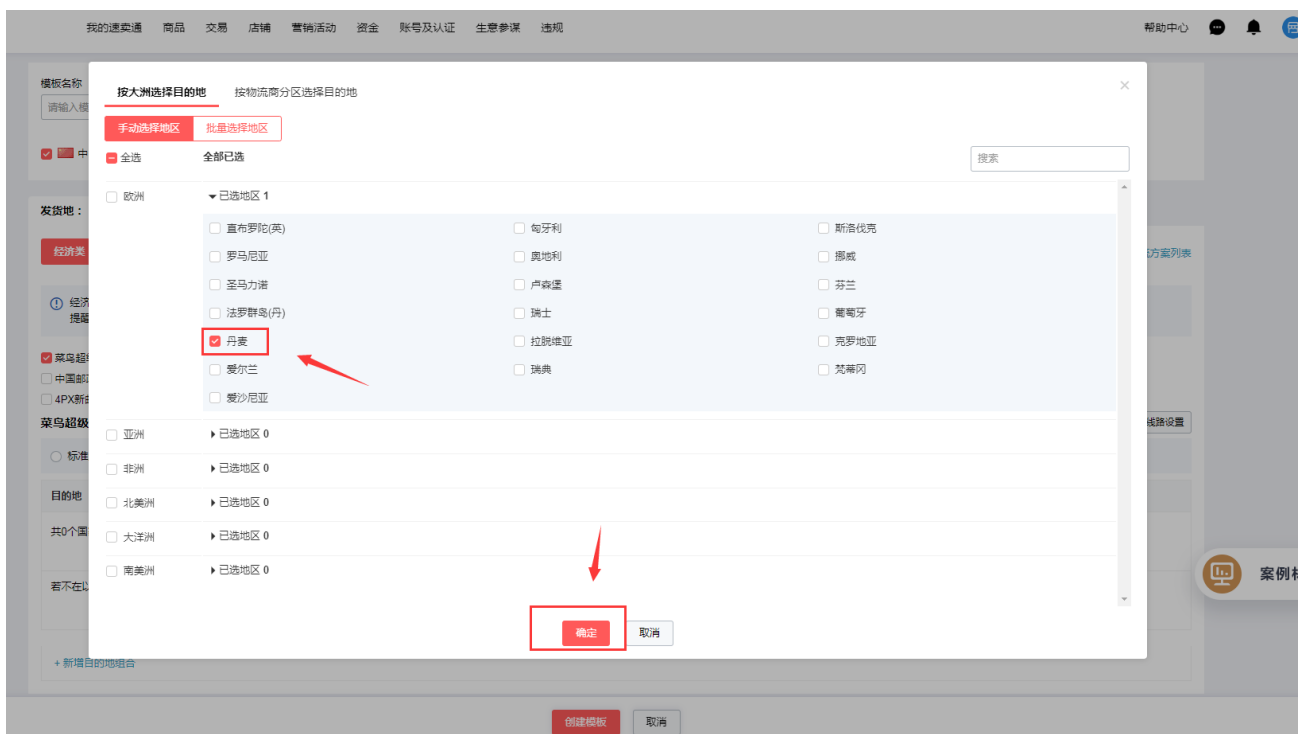 我的速卖通 商品 交易 店铺 营销活动 资金 账号及认证 生意参谋 违规 帮助中心
模板名称
请输入模
中
发货地：
经济类
经济
提醒
菜鸟超
中国邮
4PX新
菜鸟超级
标准
目的地
共0个国
若不在以
+ 新增目的地组合
按大洲选择目的地 按物流商分区选择目的地
手动选择地区 批量选择地区
全选 全部已选 搜索
欧洲 已选地区 1
直布罗陀(英) 匈牙利 斯洛伐克
罗马尼亚 奥地利 挪威
圣马力诺 卢森堡 芬兰
法罗群岛(丹) 瑞士 葡萄牙
丹麦 拉脱维亚 克罗地亚
爱尔兰 瑞典 梵蒂冈
爱沙尼亚
亚洲 已选地区 0
非洲 已选地区 0
北美洲 已选地区 0
大洋洲 已选地区 0
南美洲 已选地区 0
确定 取消
方案列表
线路设置
案例
创建模板 取消